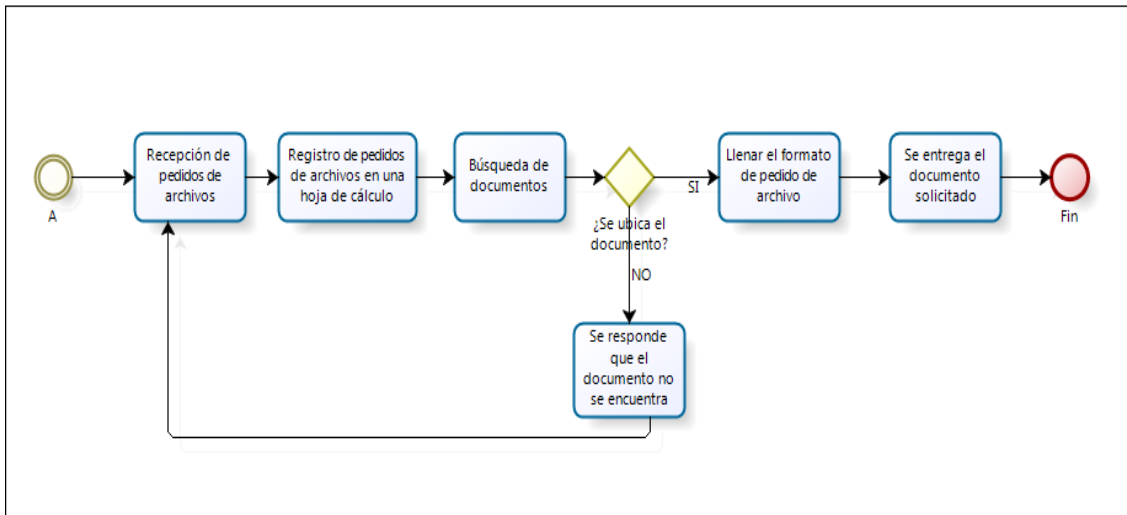 A
Recepción de
pedidos de
archivos
Registro de pedidos
de archivos en una
hoja de cálculo
Búsqueda de
documentos
¿Se ubica el
documento?
SI
NO
Llenar el formato
de pedido de
archivo
Se entrega el
documento
solicitado
Fin
Se responde
que el
documento no
se encuentra